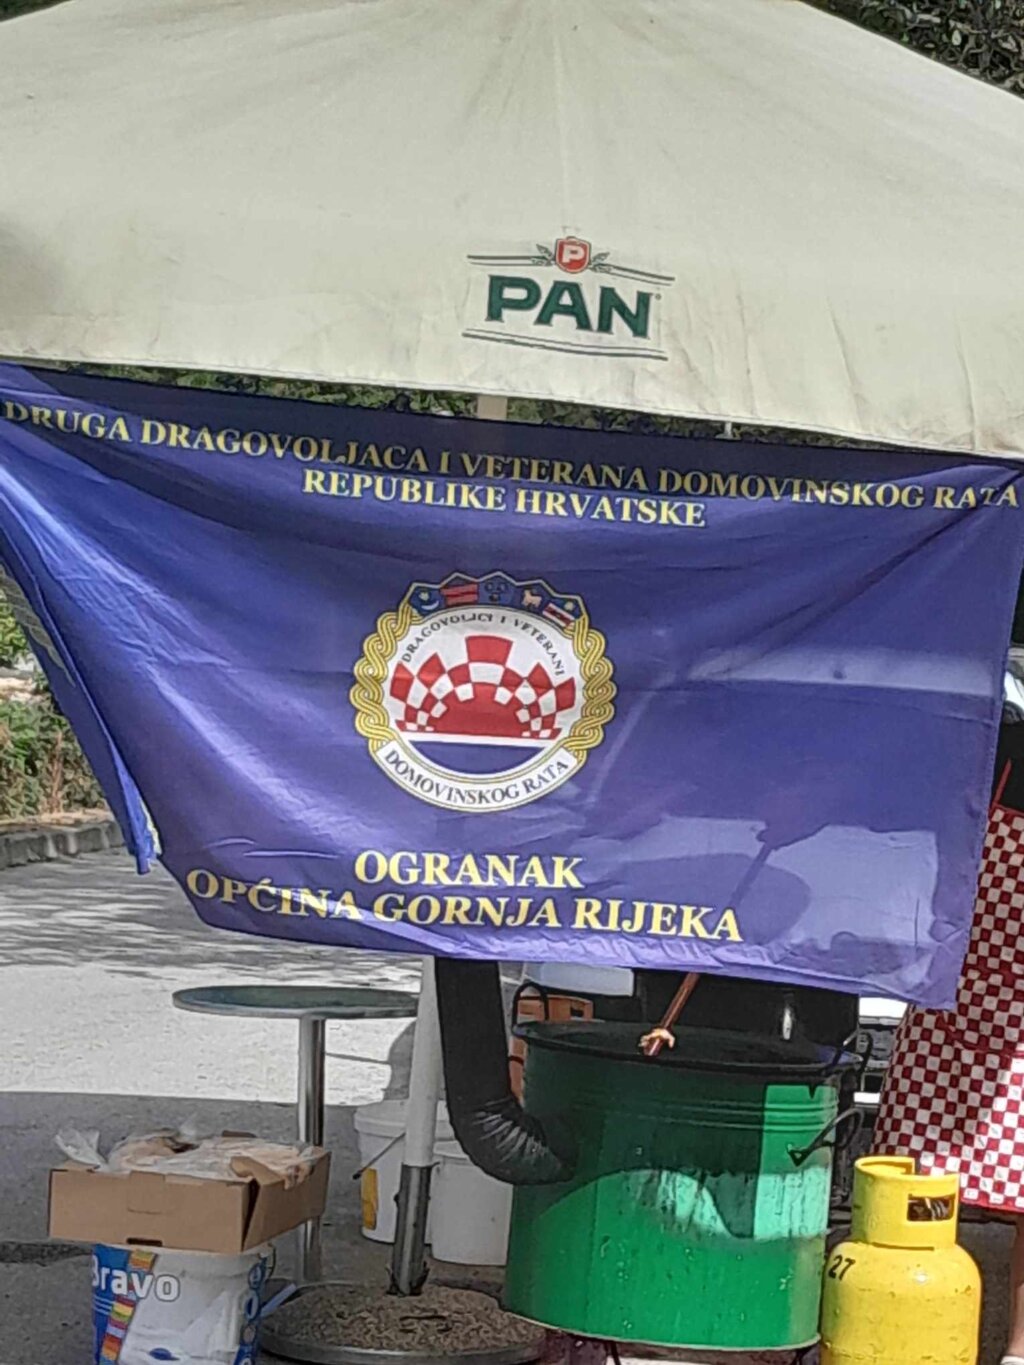 P
PAN
DRUGA DRAGOVOLJACA I VETERANA DOMOVINSKOG RATA
REPUBLIKE HRVATSKE
DRAGOVOLJCI I VETERANI
DOMOVINSKOG RATA
OGRANAK
OPĆINA GORNJA RIJEKA
Bravo
27